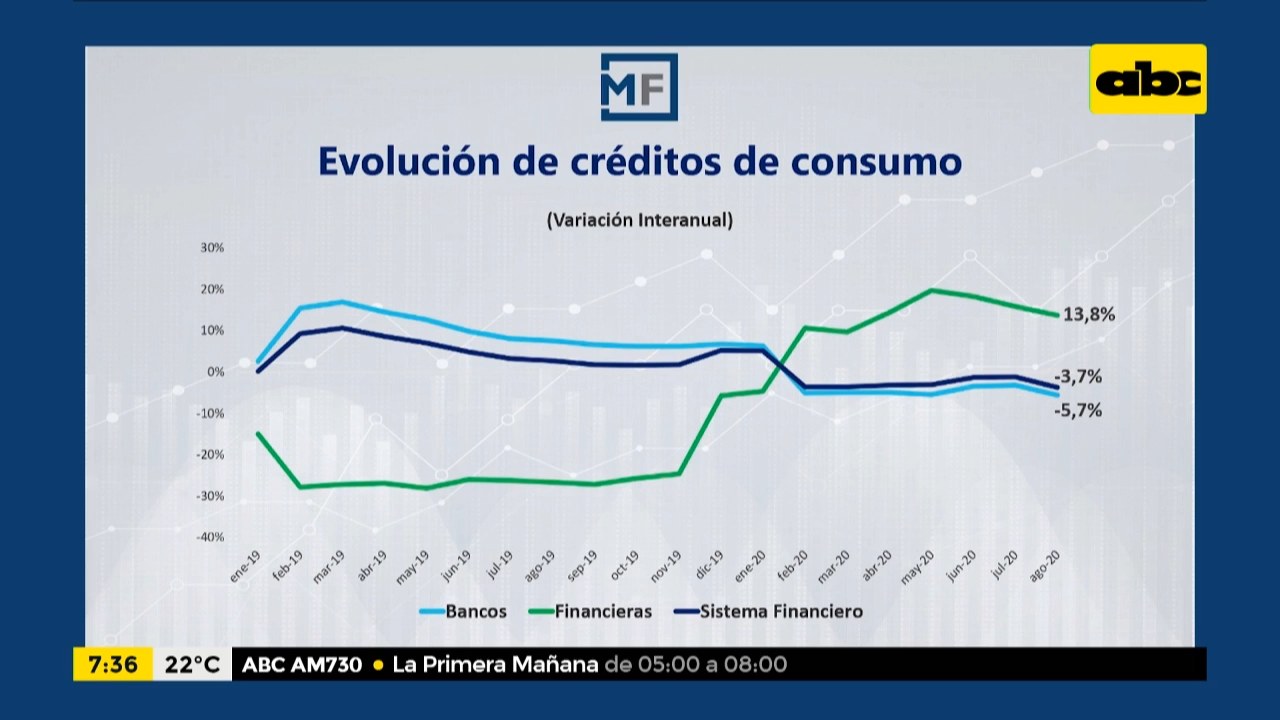 MF
abc
Evolución de créditos de consumo
(Variación Interanual)
30%
20%
10%
0%
-10%
-20%
-30%
-40%
13,8%
-3,7%
-5,7%
ene-19
feb-19
mar-19
abr-19
may-19
jun-19
jul-19
ago-19
sep-19
oct-19
nov-19
dic-19
ene-20
feb-20
mar-20
abr-20
may-20
jun-20
jul-20
ago-20
Bancos Financieras Sistema Financiero
7:36 22°C ABC AM730 • La Primera Mañana de 05:00 a 08:00